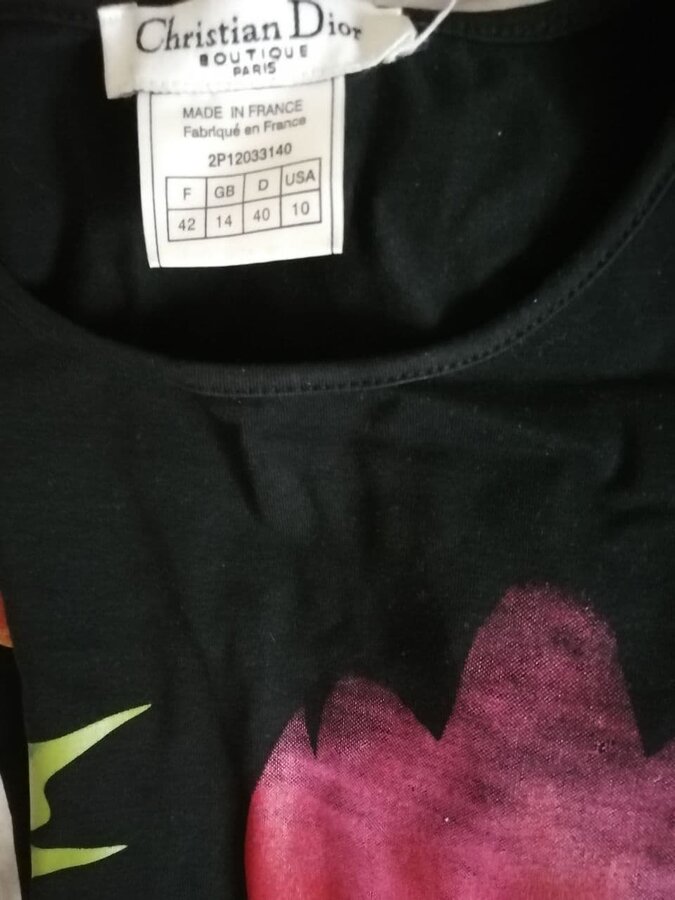 Christian Dior
BOUTIQUE
PARIS
MADE IN FRANCE
Fabriqué en France
2P12033140
F GB D USA
42 14 40 10